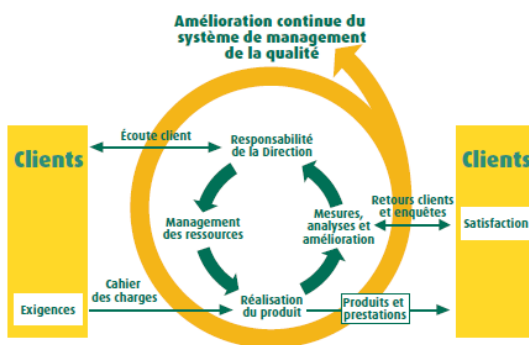 Amélioration continue du
système de management
de la qualité
Clients
Écoute client
Responsabilité
de la Direction
Clients
Retours clients
et enquêtes
Management
des ressources
Mesures,
analyses et
amélioration
Satisfaction
Cahier
des charges
Exigences
Réalisation
du produit
Produits et
prestations